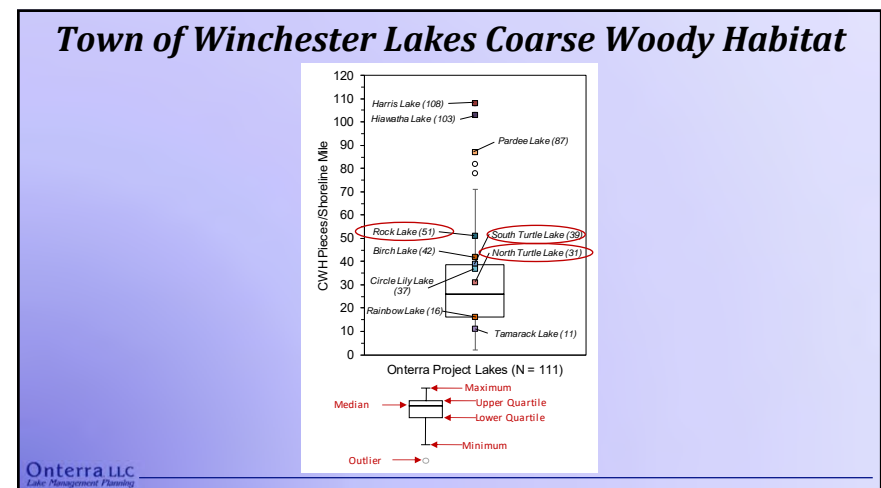 Town of Winchester Lakes Coarse Woody Habitat
120
110
100
90
80
70
60
50
40
30
20
10
0
CWH Pieces/Shoreline Mile
Harris Lake (108)
Hiawatha Lake (103)
Pardee Lake (87)
Rock Lake (51)
South Turtle Lake (39)
Birch Lake (42)
North Turtle Lake (31)
Circle Lily Lake
(37)
Rainbow Lake (16)
Tamarack Lake (11)
Onterra Project Lakes (N = 111)
Maximum
Median
Upper Quartile
Lower Quartile
Minimum
Outlier
Onterra LLC
Lake Management Planning